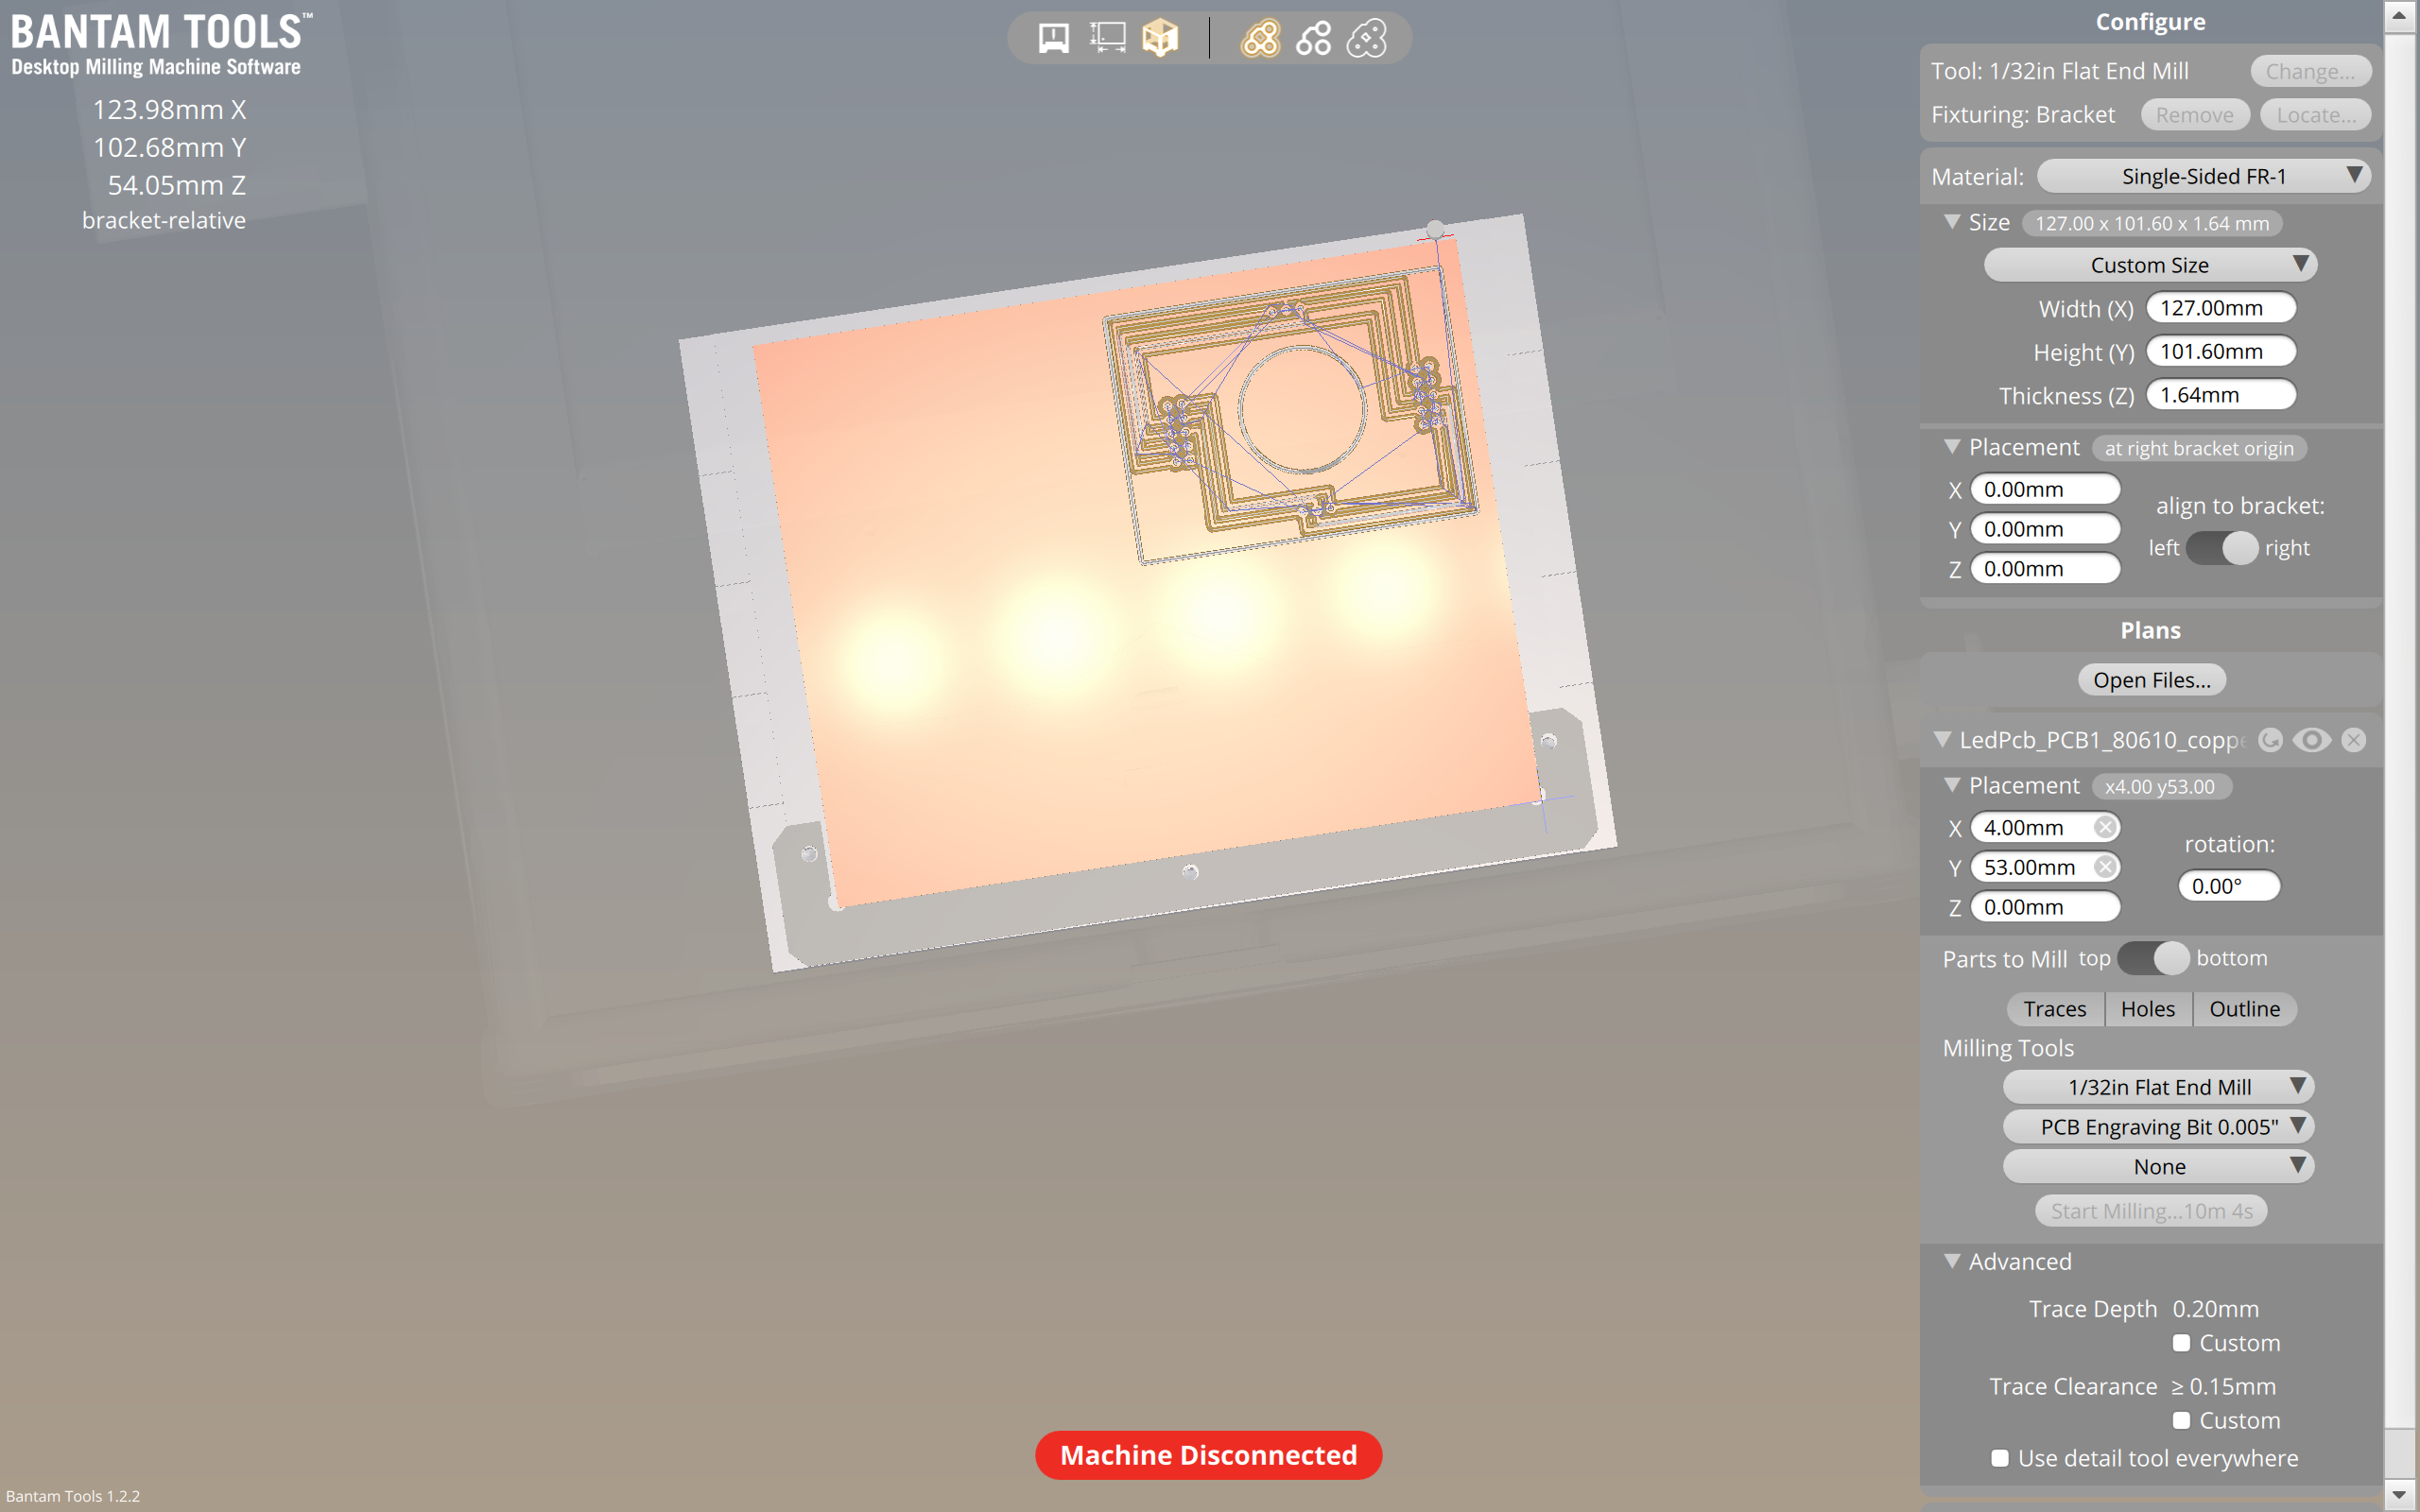 BANTAM TOOLS™
Desktop Milling Machine Software
123.98mm X
102.68mm Y
54.05mm Z
bracket-relative
Configure
Tool: 1/32in Flat End Mill Change...
Fixturing: Bracket Remove Locate...
Material: Single-Sided FR-1
Size 127.00 x 101.60 x 1.64 mm
Custom Size
Width (X) 127.00mm
Height (Y) 101.60mm
Thickness (Z) 1.64mm
Placement at right bracket origin
X 0.00mm
align to bracket:
Y 0.00mm
left right
Z 0.00mm
Plans
Open Files...
LedPcb_PCB1_80610_coppe
Placement x4.00 y53.00
X 4.00mm
rotation:
Y 53.00mm
0.00°
Z 0.00mm
Parts to Mill top bottom
Traces Holes Outline
Milling Tools
1/32in Flat End Mill
PCB Engraving Bit 0.005"
None
Start Milling...10m 4s
Advanced
Trace Depth 0.20mm
Custom
Trace Clearance ≥ 0.15mm
Custom
Use detail tool everywhere
Machine Disconnected
Bantam Tools 1.2.2